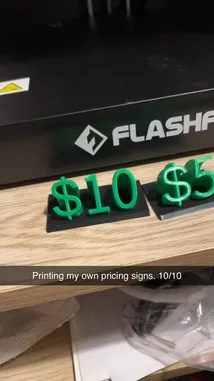 FLASHF
$10
$5
Printing my own pricing signs. 10/10